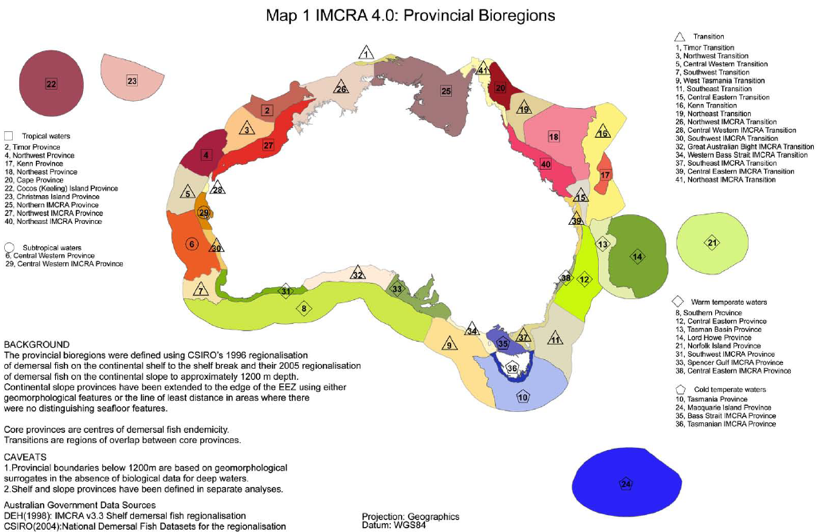 Map 1 IMCRA 4.0: Provincial Bioregions
Transition
1, Timor Transition
3, Northwest Transition
5, Central Western Transition
7, Southwest Transition
9, West Tasmania Transition
11, Southeast Transition
15, Central Eastern Transition
16, Kenn Transition
19, Northeast Transition
26, Northwest IMCRA Transition
28, Central Western IMCRA Transition
30, Southwest IMCRA Transition
32, Great Australian Bight IMCRA Transition
34, Western Bass Strait IMCRA Transition
37, Southeast IMCRA Transition
39, Central Eastern IMCRA Transition
41, Northeast IMCRA Transition
Tropical waters
2, Timor Province
4, Northwest Province
17, Kenn Province
18, Northeast Province
20, Cape Province
22, Cocos (Keeling) Island Province
23, Christmas Island Province
25, Northern IMCRA Province
27, Northwest IMCRA Province
40, Northeast IMCRA Province
Subtropical waters
6, Central Western Province
29, Central Western IMCRA Province
Warm temperate waters
8, Southern Province
12, Central Eastern Province
13, Tasman Basin Province
14, Lord Howe Province
21, Norfolk Island Province
31, Southwest IMCRA Province
33, Spencer Gulf IMCRA Province
38, Central Eastern IMCRA Province
Cold temperate waters
10, Tasmania Province
24, Macquarie Island Province
35, Bass Strait IMCRA Province
36, Tasmanian IMCRA Province
1
22
23
26
25
41
20
2
19
3
27
18
16
4
40
17
5
28
15
29
39
6
30
13
14
21
7
31
32
33
38
12
8
9
34
35
37
11
36
10
24
BACKGROUND
The provincial bioregions were defined using CSIRO's 1996 regionalisation
of demersal fish on the continental shelf to the shelf break and their 2005 regionalisation
of demersal fish on the continental slope to approximately 1200 m depth.
Continental slope provinces have been extended to the edge of the EEZ using either
geomorphological features or the line of least distance in areas where there
were no distinguishing seafloor features.
Core provinces are centres of demersal fish endemicity.
Transitions are regions of overlap between core provinces.
CAVEATS
1.Provincial boundaries below 1200m are based on geomorphological
surrogates in the absence of biological data for deep waters.
2.Shelf and slope provinces have been defined in separate analyses.
Australian Government Data Sources
DEH(1998): IMCRA v3.3 Shelf demersal fish regionalisation
CSIRO(2004):National Demersal Fish Datasets for the regionalisation
Projection: Geographics
Datum: WGS84